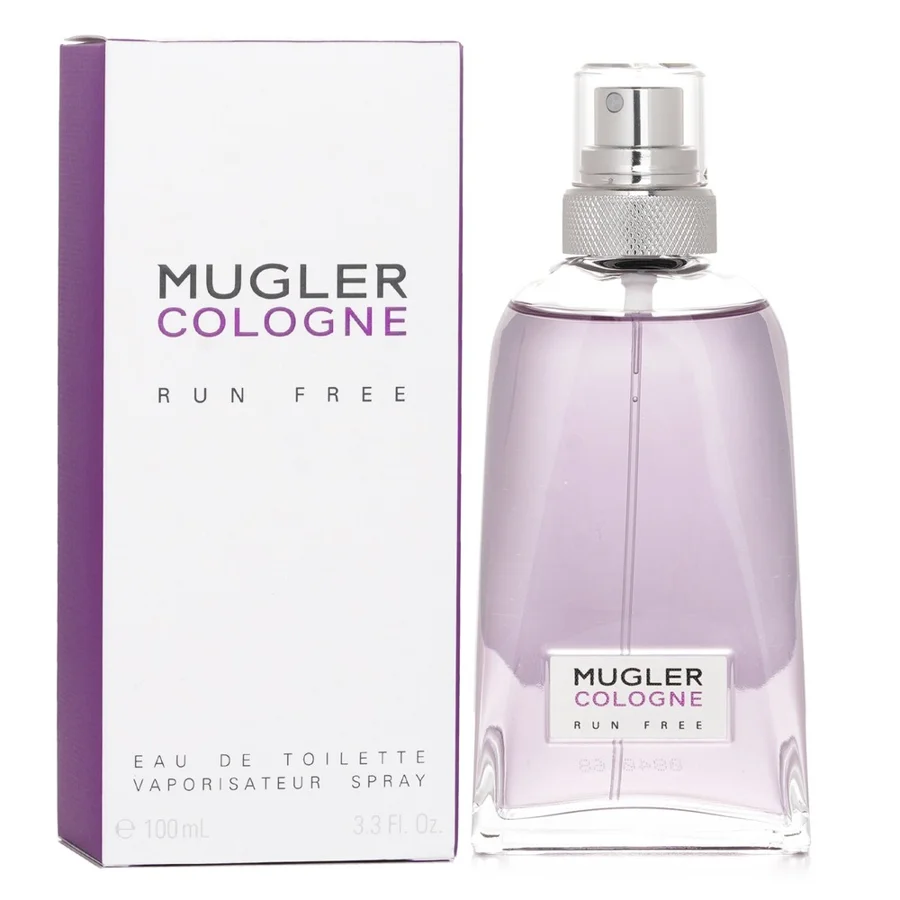 MUGLER
COLOGNE
RUN FREE
EAU DE TOILETTE
VAPORISATEUR SPRAY
℮ 100 mL 3.3 Fl. Oz.
MUGLER
COLOGNE
RUN FREE